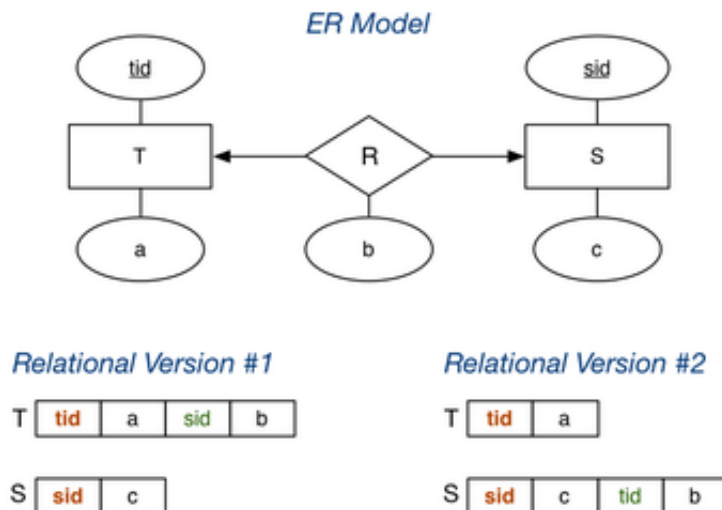 ER Model
tid
sid
T
R
S
a
b
c
Relational Version #1
Relational Version #2
T tid a sid b
T tid a
S sid c
S sid c tid b